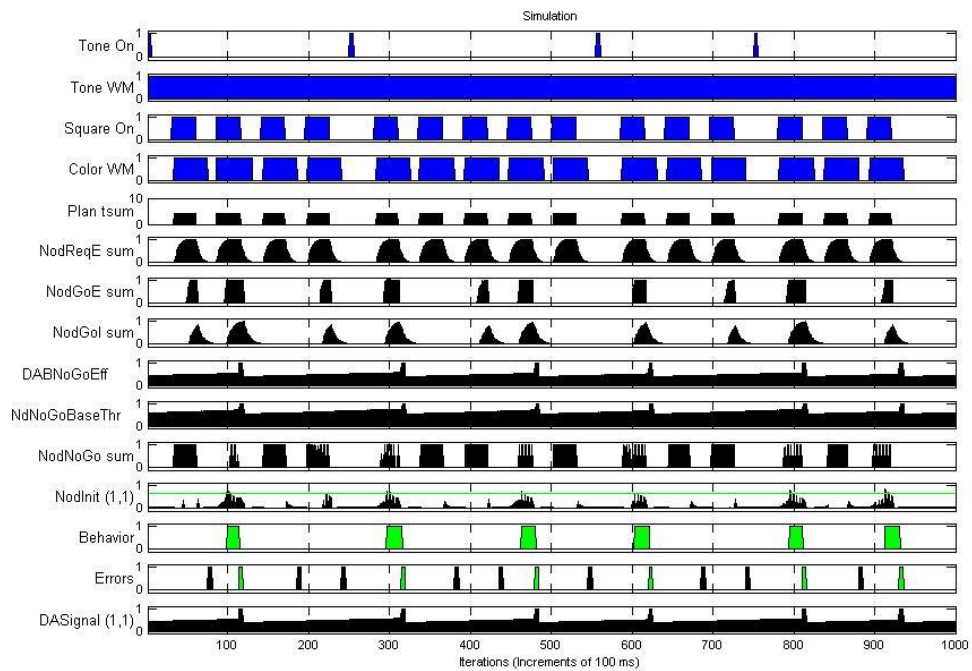 Simulation
Tone On 1 0
Tone WM 1 0
Square On 1 0
Color WM 1 0
Plan tsum 10 0
NodReqE sum 1 0
NodGoE sum 1 0
NodGoI sum 1 0
DABNoGoEff 1 0
NdNoGoBaseThr 1 0
NodNoGo sum 1 0
NodInit (1,1) 1 0
Behavior 1 0
Errors 1 0
DASignal (1,1) 1 0
100 200 300 400 500 600 700 800 900 1000
Iterations (Increments of 100 ms)